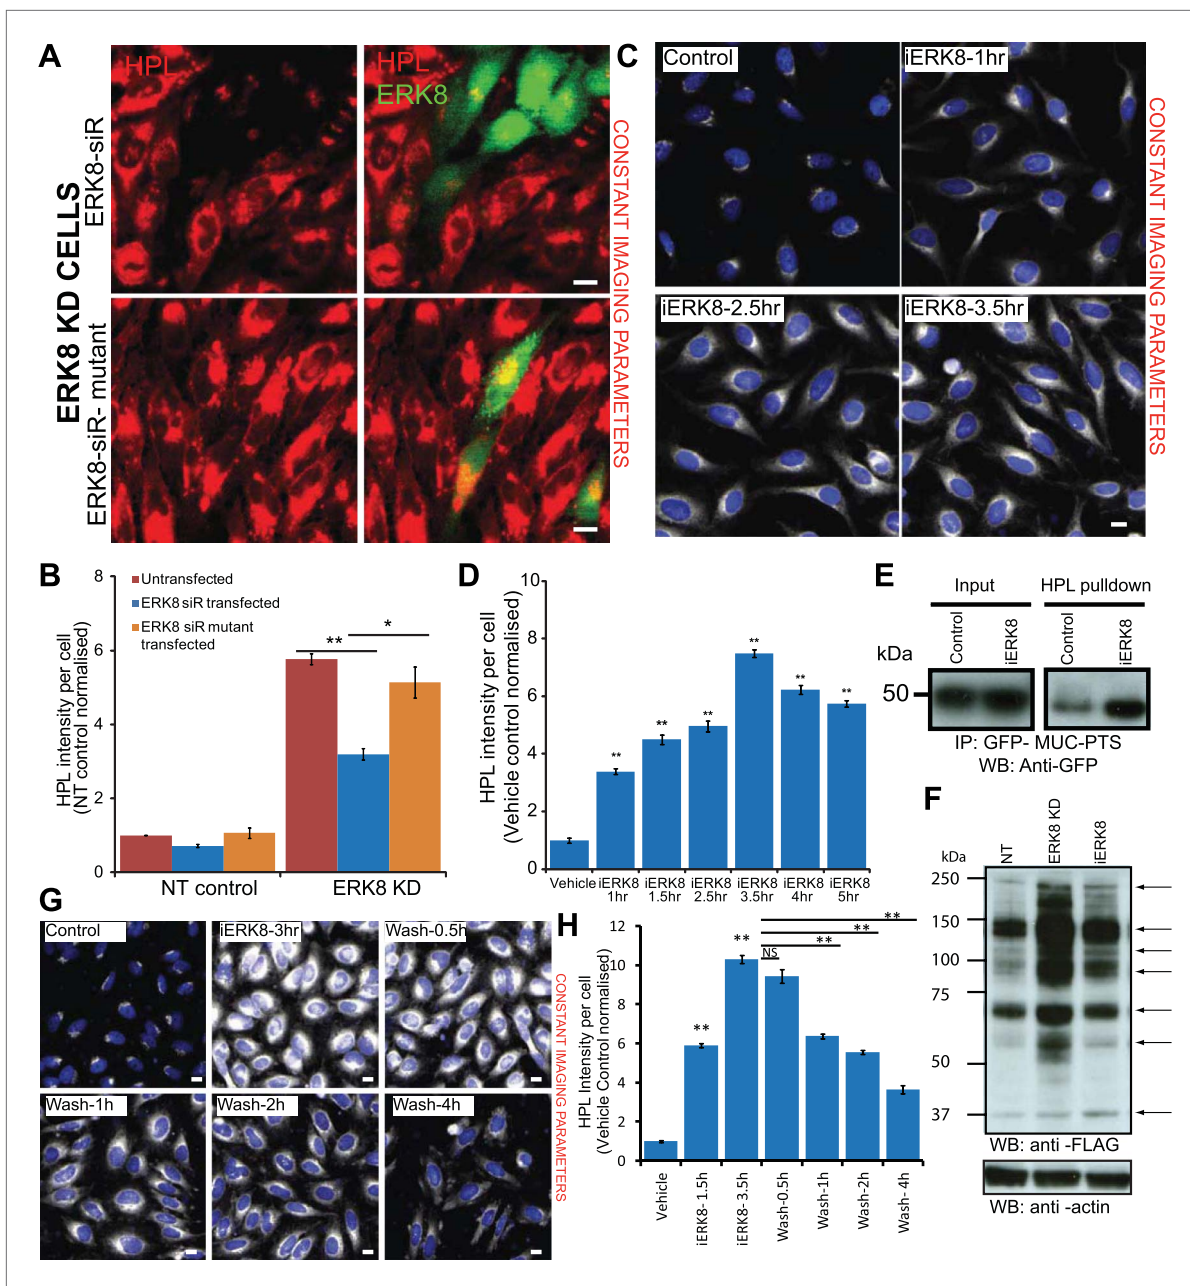 A
HPL
HPL
ERK8
ERK8 KD CELLS
ERK8-siR
ERK8-siR- mutant
CONSTANT IMAGING PARAMETERS
C
Control
iERK8-1hr
iERK8-2.5hr
iERK8-3.5hr
CONSTANT IMAGING PARAMETERS
B
HPL intensity per cell
(NT control normalised)
8
6
4
2
0
Untransfected
ERK8 siR transfected
ERK8 siR mutant
transfected
**
*
NT control
ERK8 KD
D
HPL intensity per cell
(Vehicle control normalised)
10
8
6
4
2
0
**
**
**
**
**
**
Vehicle
iERK8
1hr
iERK8
1.5hr
iERK8
2.5hr
iERK8
3.5hr
iERK8
4hr
iERK8
5hr
E
Input
HPL pulldown
Control
iERK8
Control
iERK8
kDa
50
IP: GFP- MUC-PTS
WB: Anti-GFP
F
NT
ERK8 KD
iERK8
kDa
250
150
100
75
50
37
WB: anti -FLAG
WB: anti -actin
G
Control
iERK8-3hr
Wash-0.5h
Wash-1h
Wash-2h
Wash-4h
CONSTANT IMAGING PARAMETERS
H
HPL Intensity per cell
(Vehicle Control normalised)
12
10
8
6
4
2
0
**
**
NS
**
**
**
Vehicle
iERK8- 1.5h
iERK8- 3.5h
Wash-0.5h
Wash-1h
Wash-2h
Wash- 4h